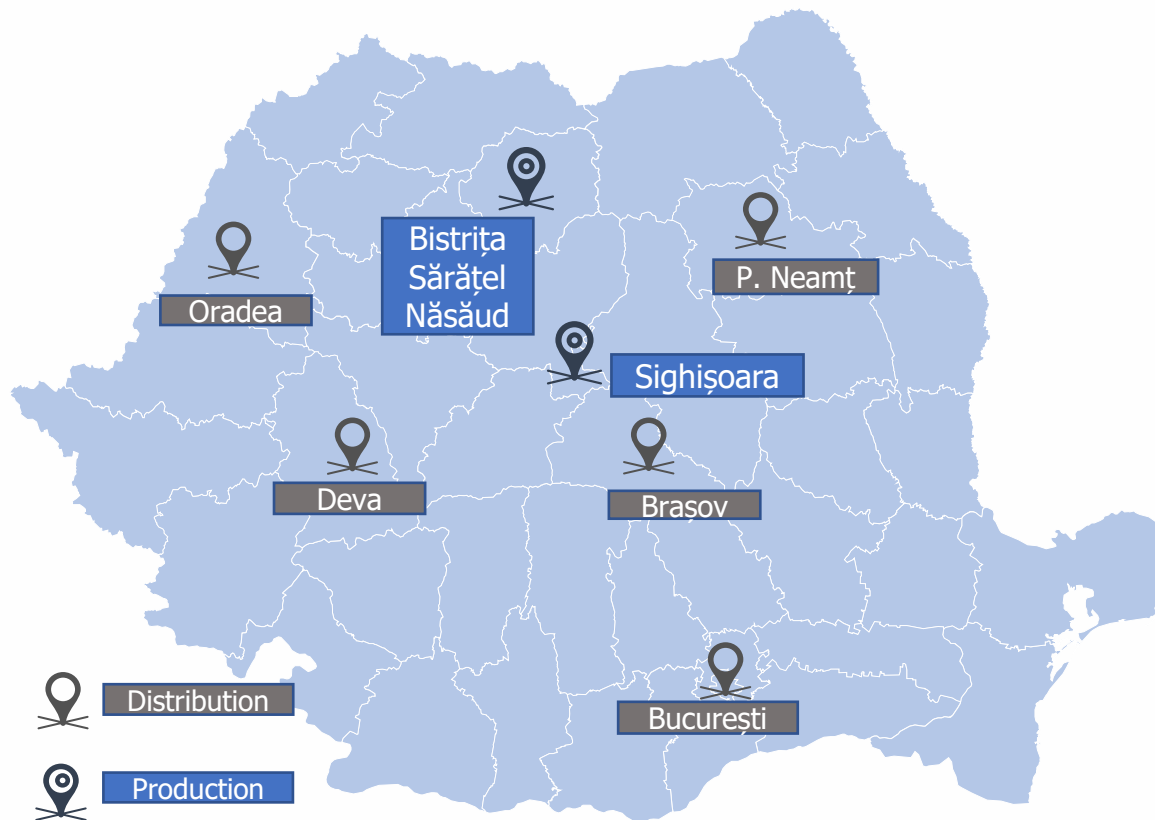 Bistrița
Sărățel
Năsăud
P. Neamț
Oradea
Sighișoara
Deva
Brașov
București
Distribution
Production